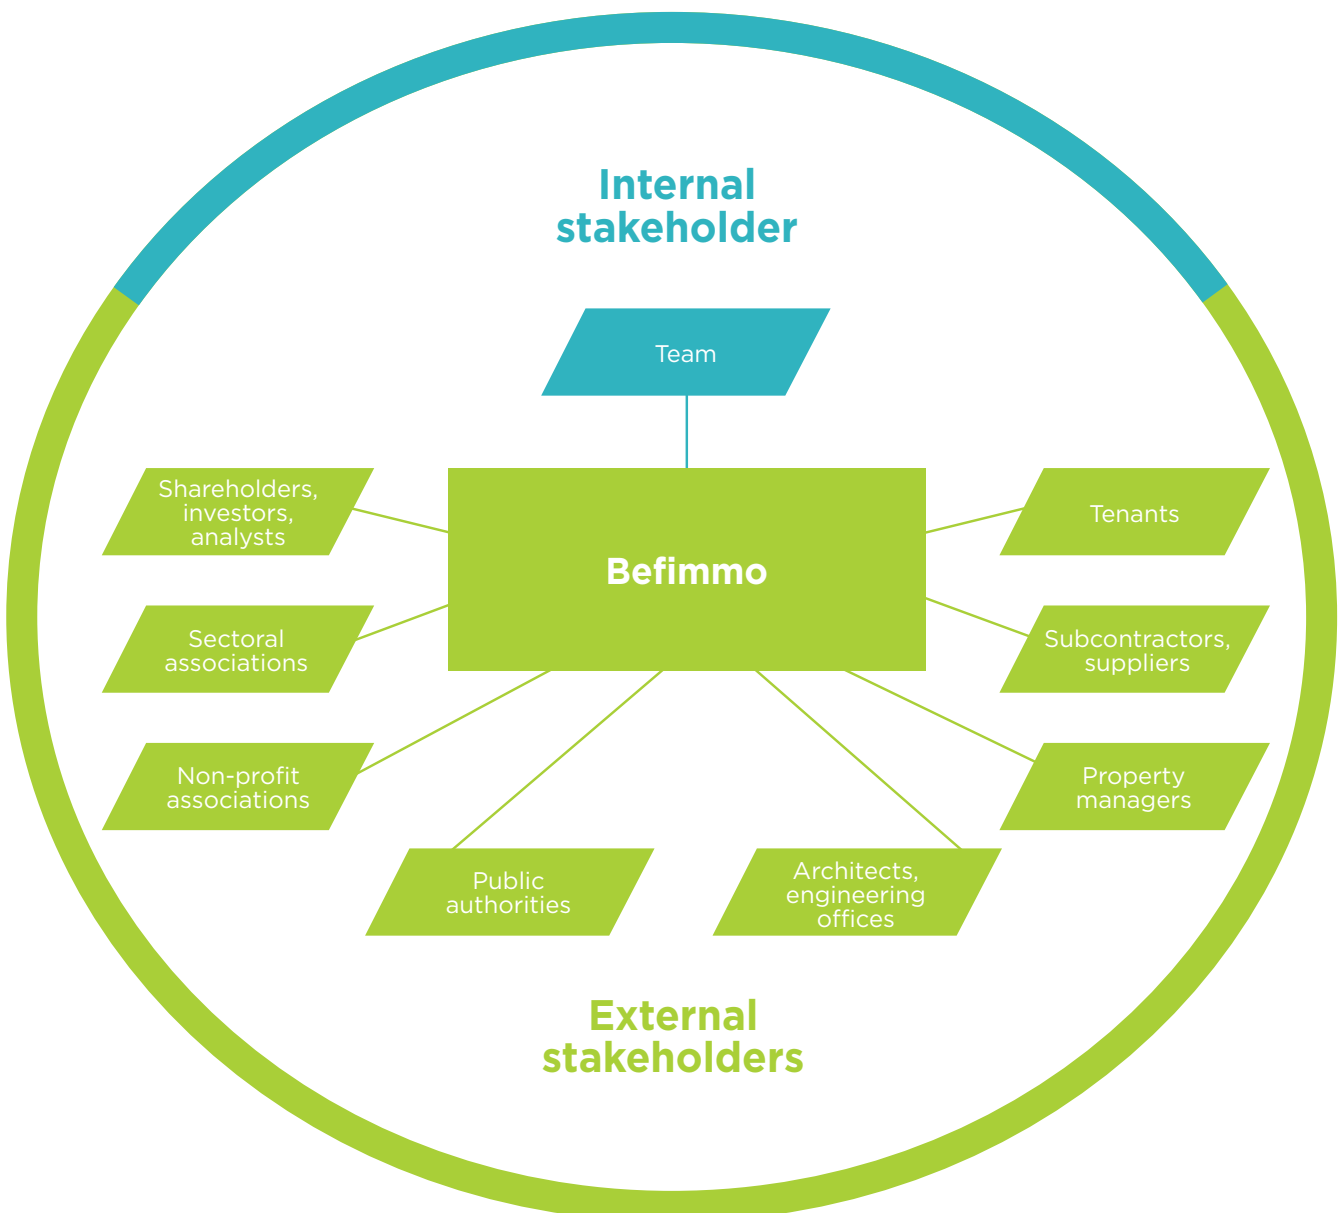 Internal
stakeholder
Team
Shareholders,
investors,
analysts
Befimmo
Tenants
Sectoral
associations
Subcontractors,
suppliers
Non-profit
associations
Property
managers
Public
authorities
Architects,
engineering
offices
External
stakeholders